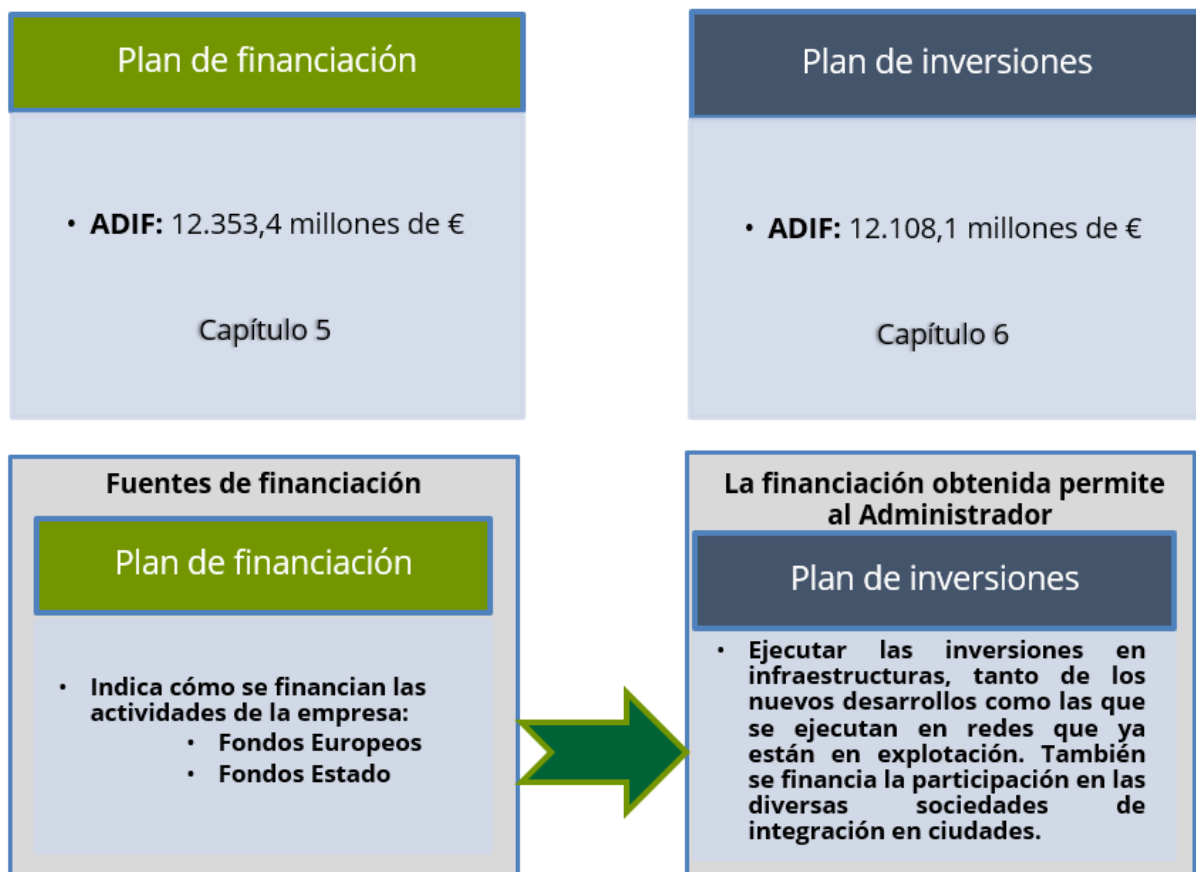 Plan de financiación
• ADIF: 12.353,4 millones de €
Capítulo 5
Plan de inversiones
• ADIF: 12.108,1 millones de €
Capítulo 6
Fuentes de financiación
Plan de financiación
• Indica cómo se financian las
actividades de la empresa:
• Fondos Europeos
• Fondos Estado
La financiación obtenida permite
al Administrador
Plan de inversiones
• Ejecutar las inversiones en
infraestructuras, tanto de los
nuevos desarrollos como las que
se ejecutan en redes que ya
están en explotación. También
se financia la participación en las
diversas sociedades de
integración en ciudades.